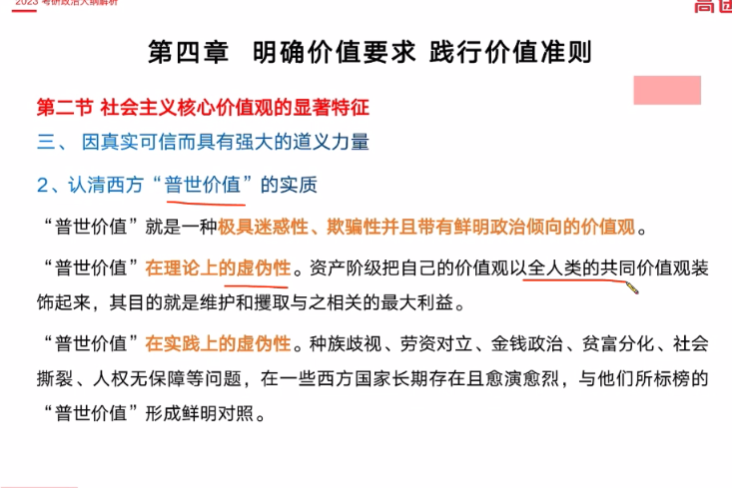 2023 考研政治大纲解析
高途
第四章 明确价值要求 践行价值准则
第二节 社会主义核心价值观的显著特征
三、 因真实可信而具有强大的道义力量
2、认清西方“普世价值”的实质
“普世价值”就是一种极具迷惑性、欺骗性并且带有鲜明政治倾向的价值观。
“普世价值”在理论上的虚伪性。资产阶级把自己的价值观以全人类的共同价值观装
饰起来，其目的就是维护和攫取与之相关的最大利益。
“普世价值”在实践上的虚伪性。种族歧视、劳资对立、金钱政治、贫富分化、社会
撕裂、人权无保障等问题，在一些西方国家长期存在且愈演愈烈，与他们所标榜的
“普世价值”形成鲜明对照。